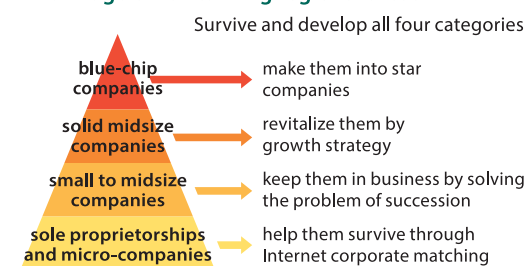 Survive and develop all four categories
blue-chip
companies
make them into star
companies
solid midsize
companies
revitalize them by
growth strategy
small to midsize
companies
keep them in business by solving
the problem of succession
sole proprietorships
and micro-companies
help them survive through
Internet corporate matching